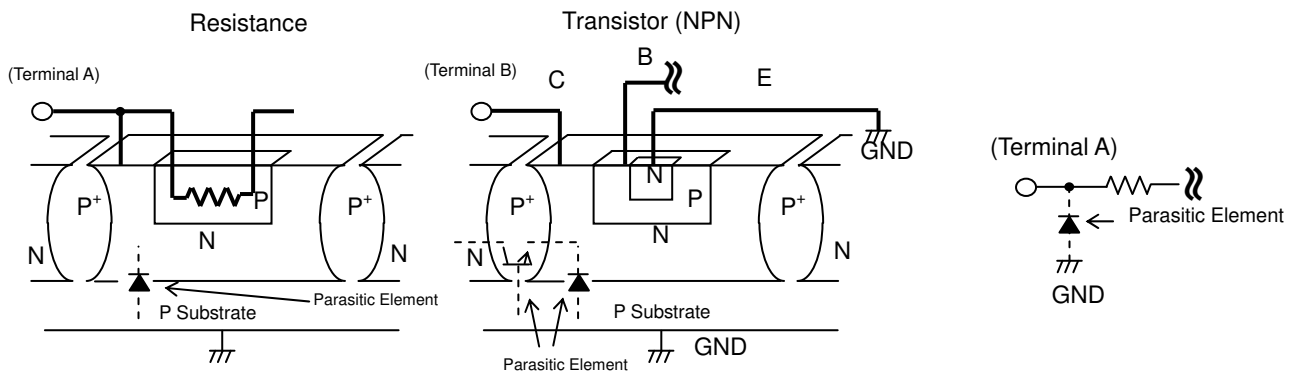 Resistance
(Terminal A)
P+
P
P+
N
N
N
Parasitic Element
P Substrate
Transistor (NPN)
(Terminal B)
C
B
E
GND
P+
N
P
P+
N
N
N
P Substrate
Parasitic Element
GND
(Terminal A)
Parasitic Element
GND